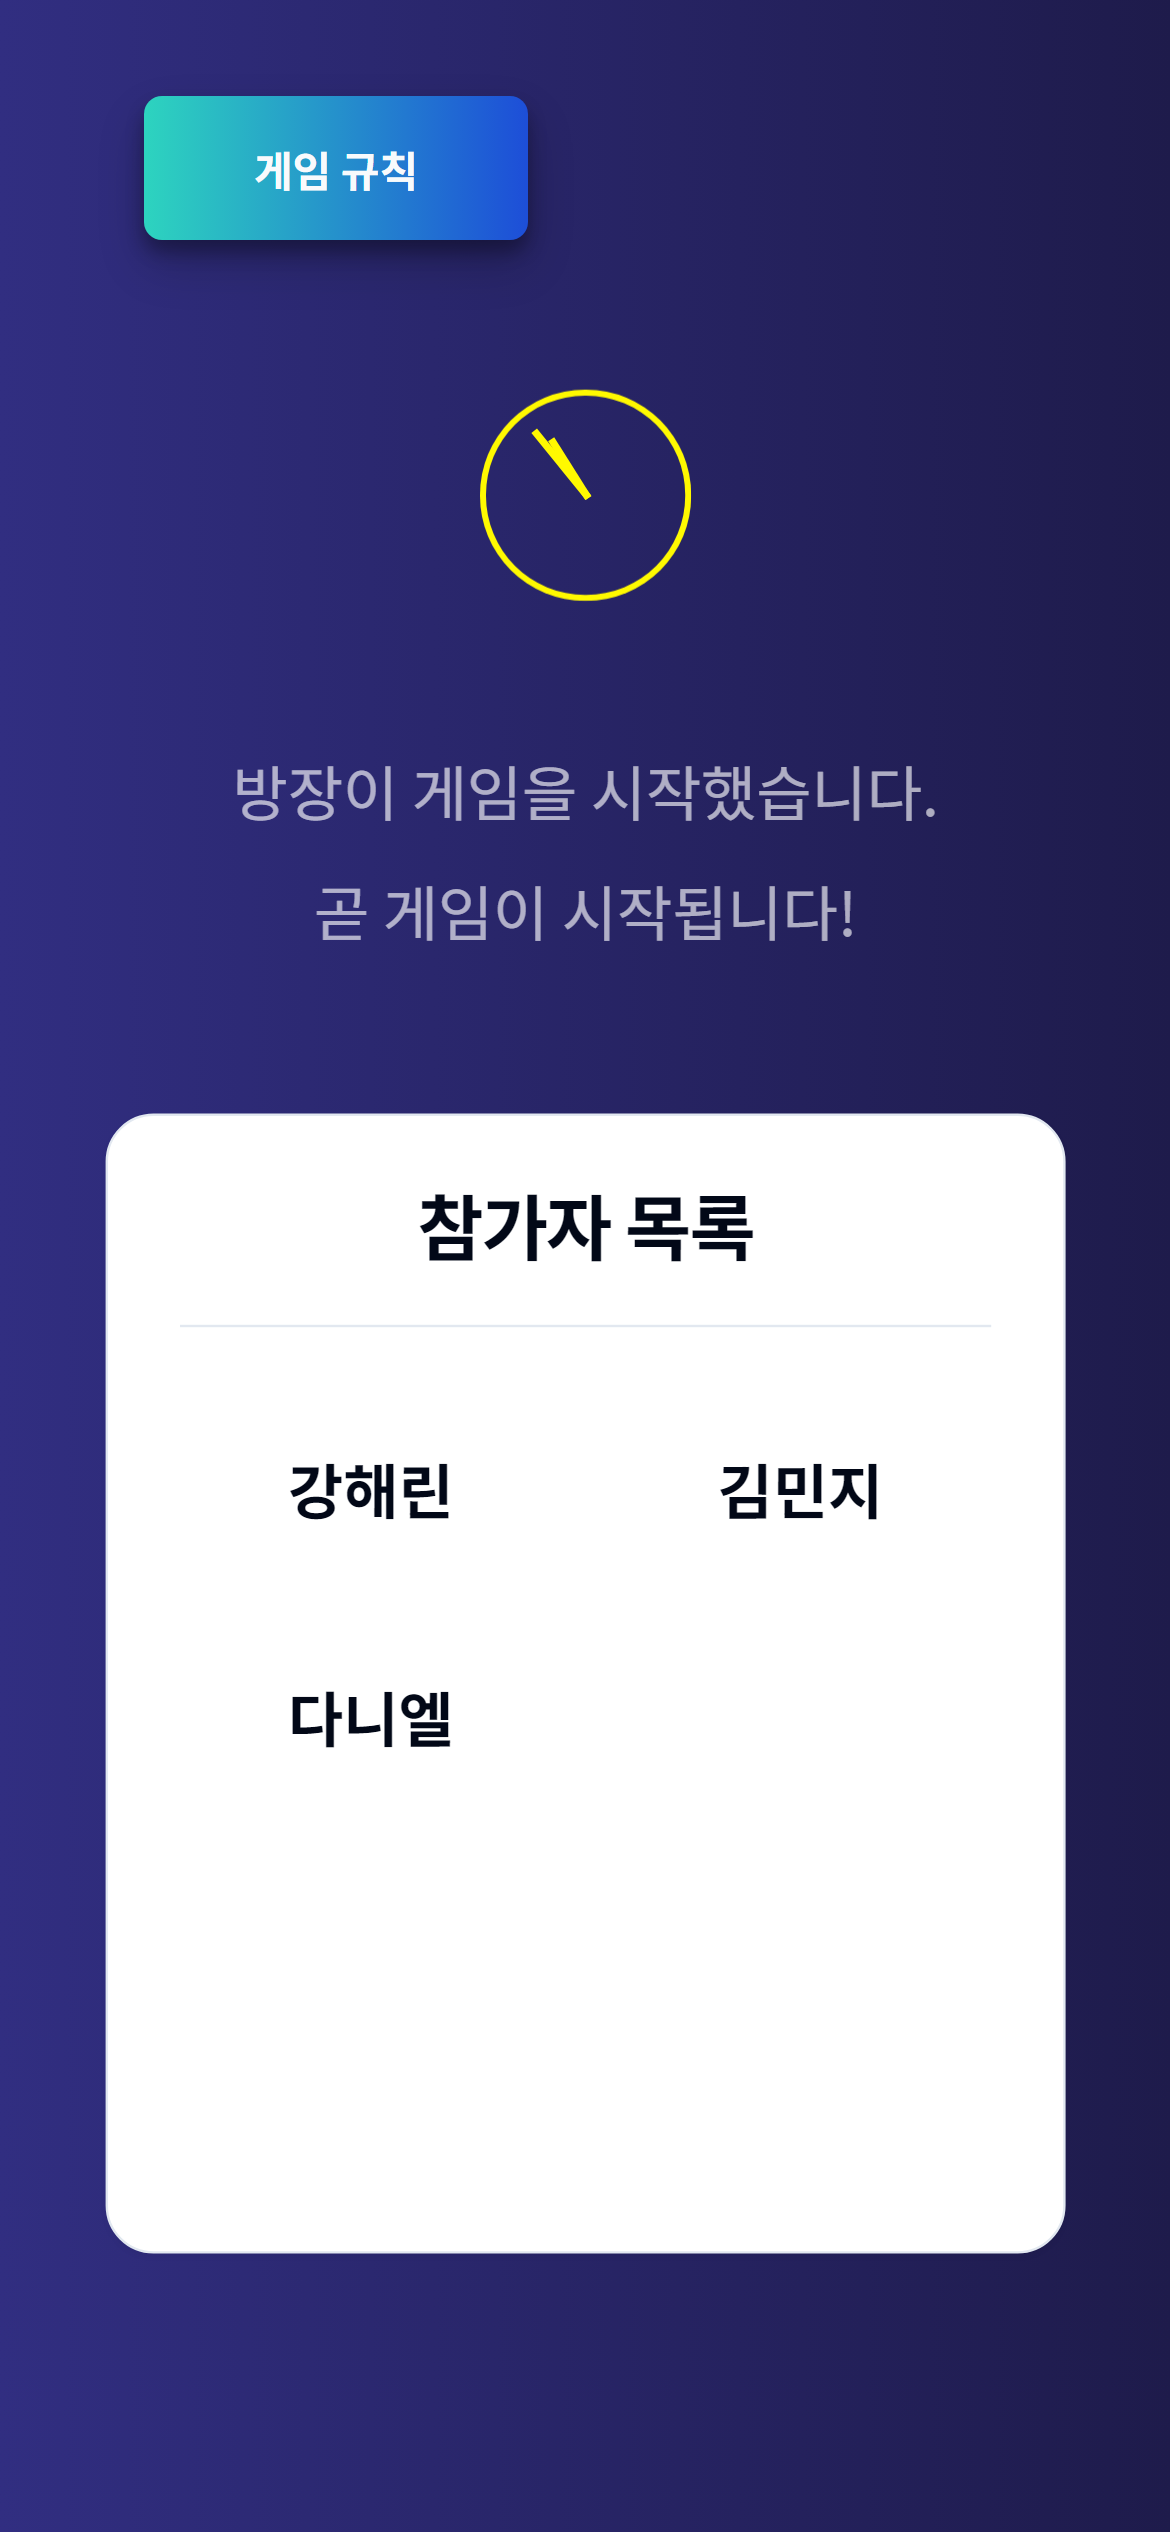 게임 규칙
방장이 게임을 시작했습니다.
곧 게임이 시작됩니다!
참가자 목록
강해린 김민지
다니엘